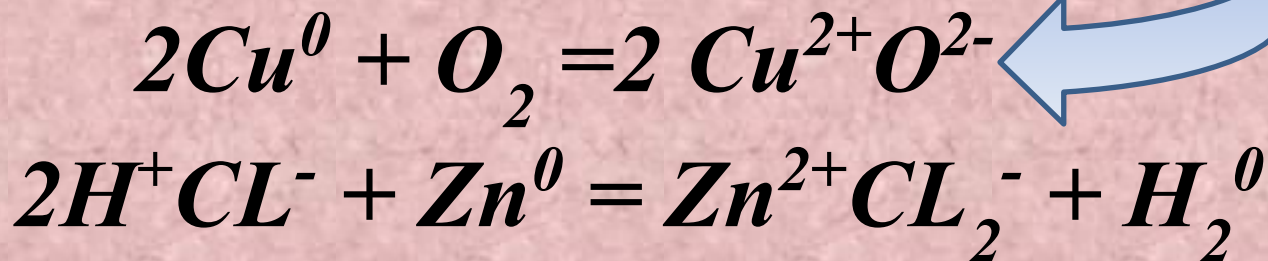 2Cu⁰ + O₂ =2 Cu²⁺O²⁻
2H⁺CL⁻ + Zn⁰ = Zn²⁺CL₂⁻ + H₂⁰